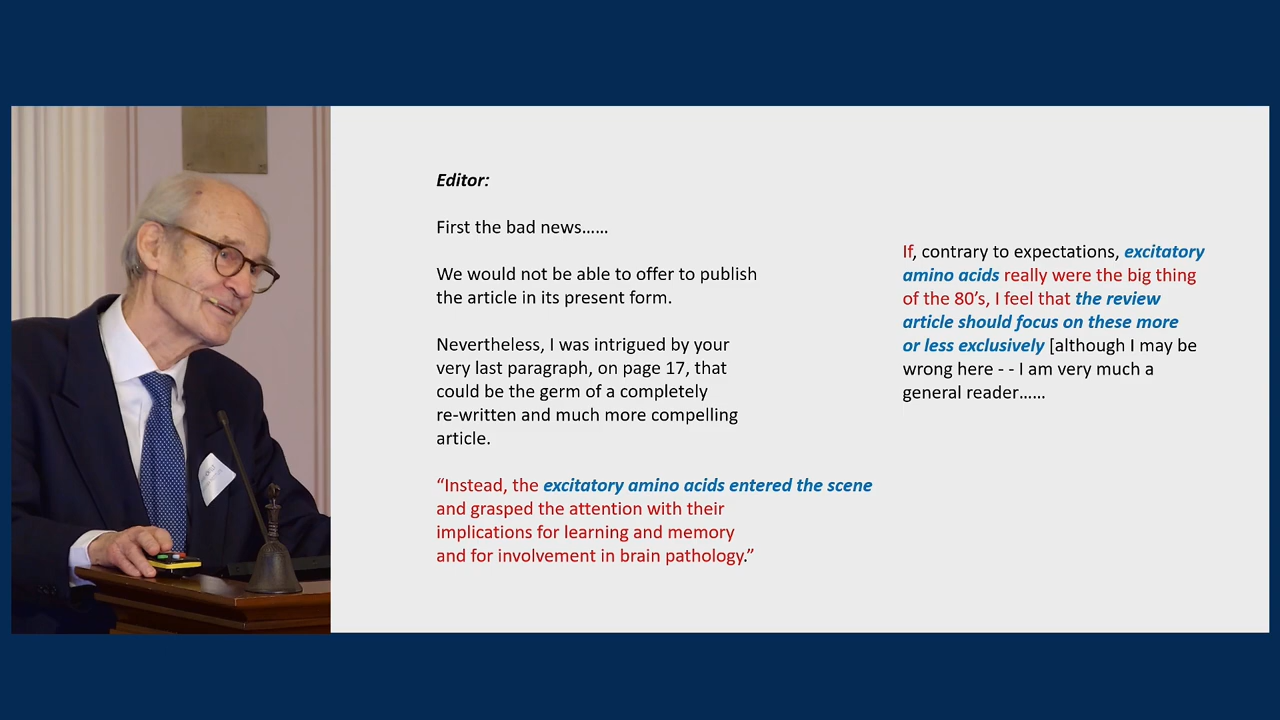 Editor:
First the bad news......
We would not be able to offer to publish
the article in its present form.
Nevertheless, I was intrigued by your
very last paragraph, on page 17, that
could be the germ of a completely
re-written and much more compelling
article.
“Instead, the excitatory amino acids entered the scene
and grasped the attention with their
implications for learning and memory
and for involvement in brain pathology.”
If, contrary to expectations, excitatory
amino acids really were the big thing
of the 80’s, I feel that the review
article should focus on these more
or less exclusively [although I may be
wrong here - - I am very much a
general reader......